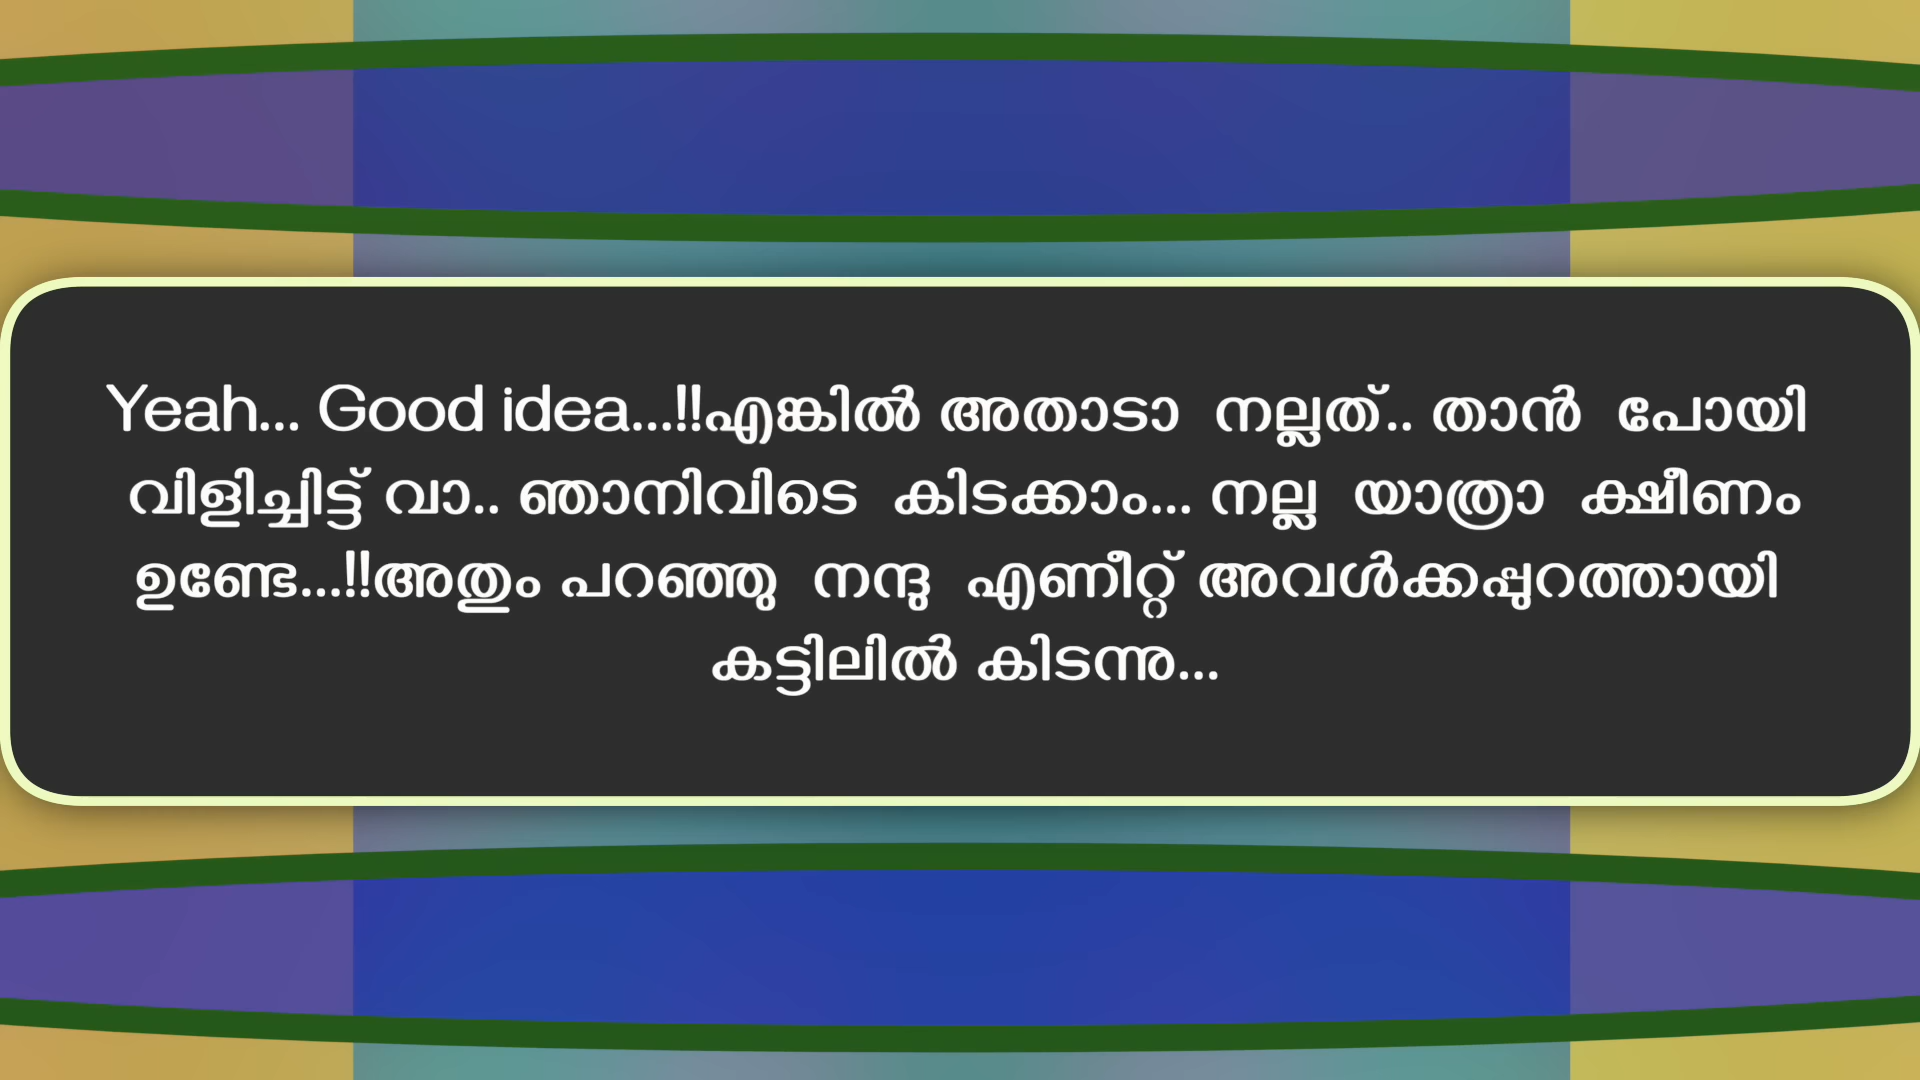 Yeah... Good idea...!!എങ്കിൽ അതാടാ നല്ലത്.. താൻ പോയി
വിളിച്ചിട്ട് വാ.. ഞാനിവിടെ കിടക്കാം... നല്ല യാത്രാ ക്ഷീണം
ഉണ്ടേ...!!അതും പറഞ്ഞു നന്ദു എണീറ്റ് അവൾക്കപ്പുറത്തായി
കട്ടിലിൽ കിടന്നു...